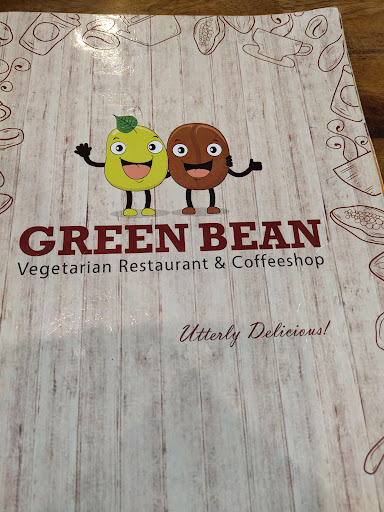 GREEN BEAN
Vegetarian Restaurant & Coffeeshop
Utterly Delicious!